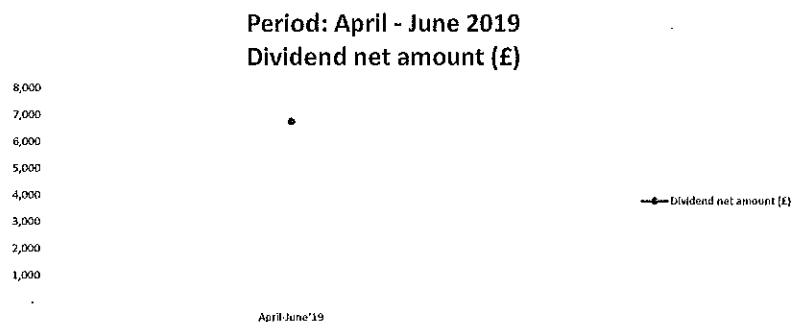 Period: April - June 2019
Dividend net amount (£)
8,000
7,000
6,000
5,000
4,000
3,000
2,000
1,000
-
April-June'19
Dividend net amount (£)